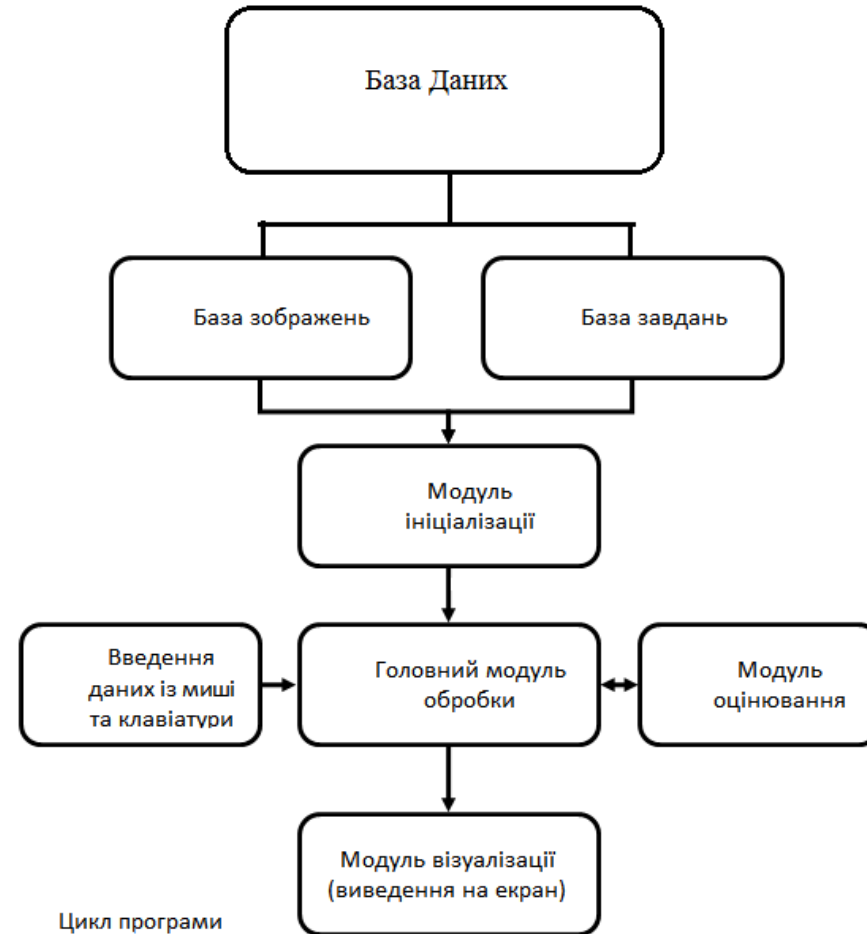 База Даних
База зображень
База завдань
Модуль
ініціалізації
Введення
даних із миші
та клавіатури
Головний модуль
обробки
Модуль
оцінювання
Модуль візуалізації
(виведення на екран)
Цикл програми